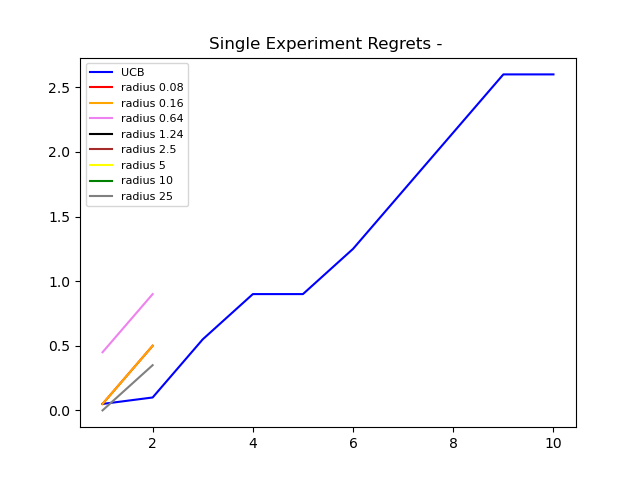 Single Experiment Regrets -
UCB
radius 0.08
radius 0.16
radius 0.64
radius 1.24
radius 2.5
radius 5
radius 10
radius 25
2.5
2.0
1.5
1.0
0.5
0.0
2 4 6 8 10